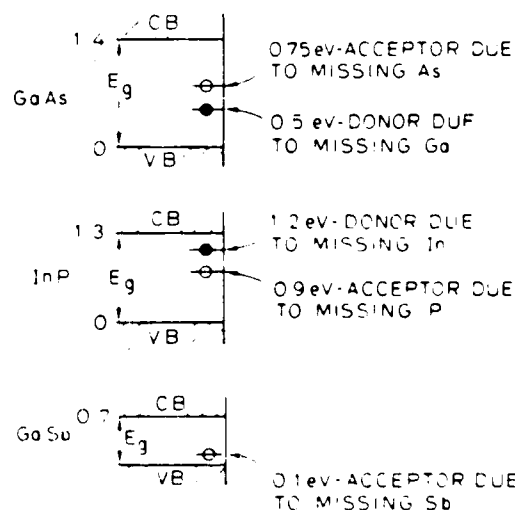 CB
1.4
0.75eV-ACCEPTOR DUE
TO MISSING As
Eg
GaAs
0.5 eV-DONOR DUE
TO MISSING Ga
0
VB
CB
1.2eV-DONOR DUE
TO MISSING In
1.3
InP
Eg
0.9eV-ACCEPTOR DUE
TO MISSING P
0
VB
CB
0.7
GaSb
Eg
VB
0.1eV-ACCEPTOR DUE
TO MISSING Sb